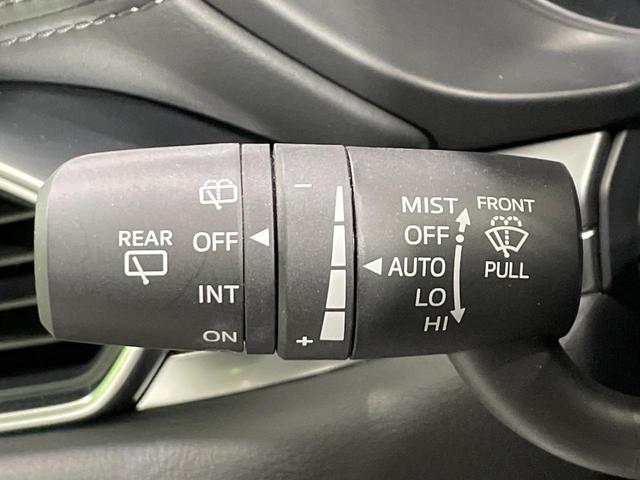 REAR
OFF
INT
ON
−
+
MIST
OFF
AUTO
LO
HI
FRONT
PULL